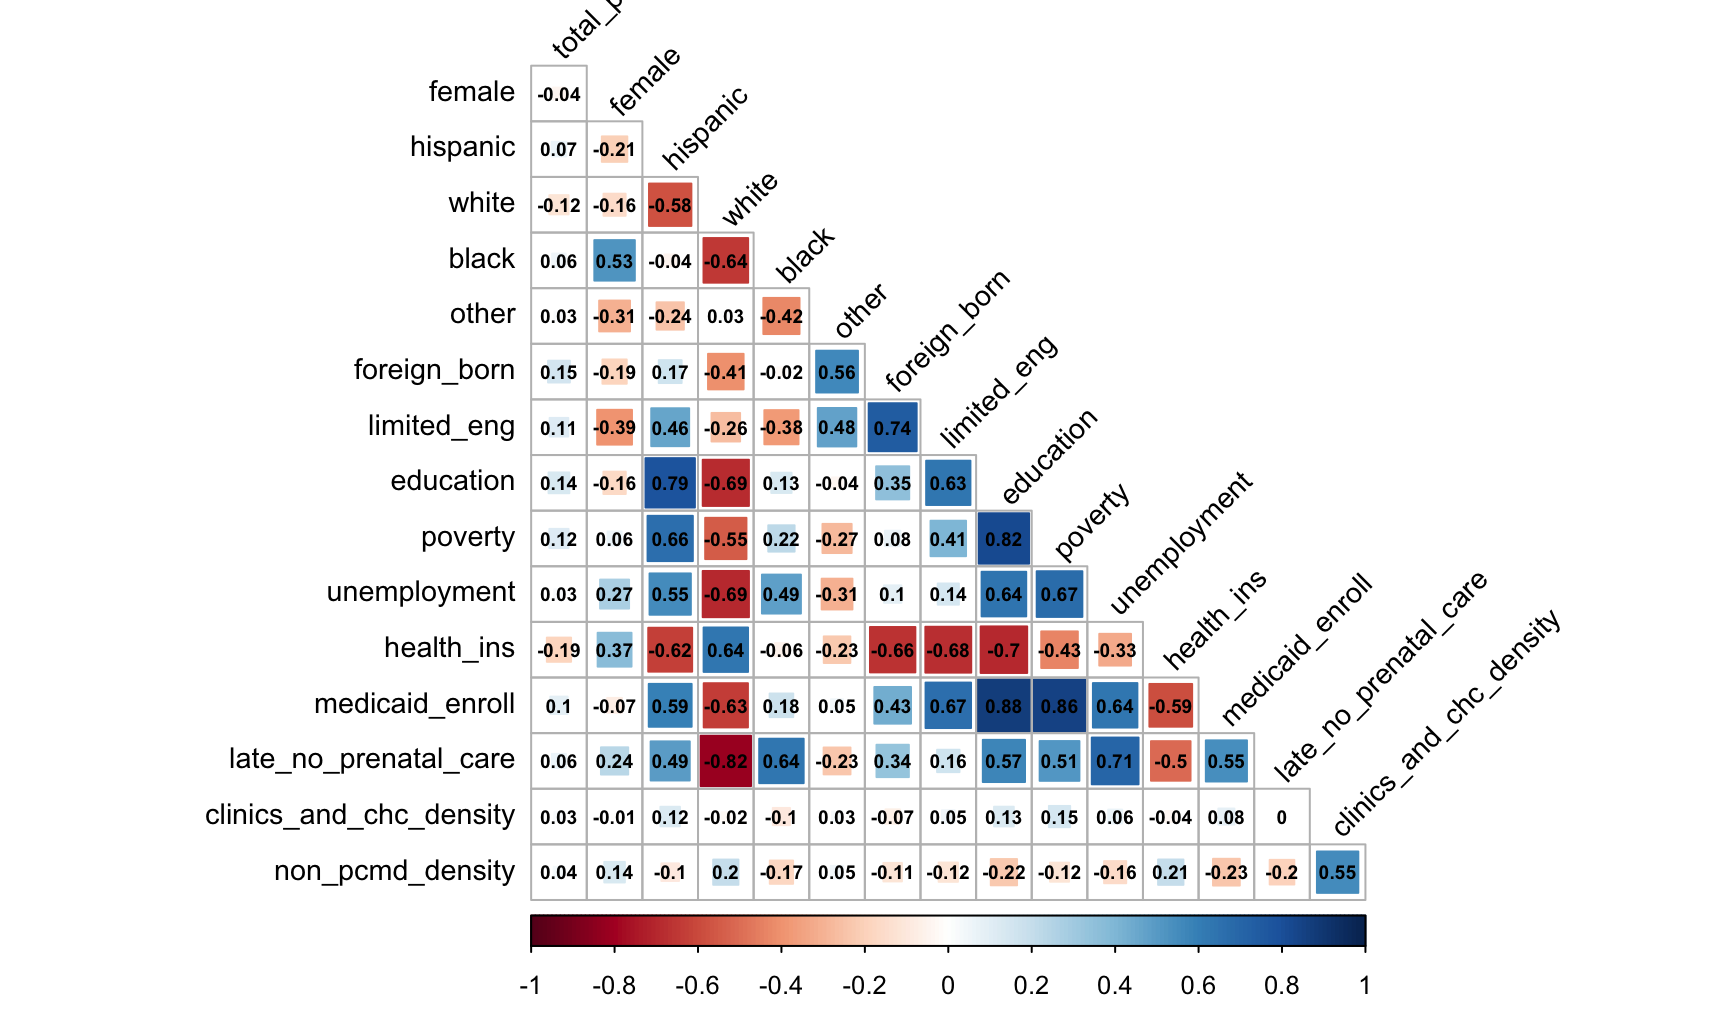 total_p
female -0.04
female
hispanic 0.07 -0.21
hispanic
white -0.12 -0.16 -0.58
white
black 0.06 0.53 -0.04 -0.64
black
other 0.03 -0.31 -0.24 0.03 -0.42
other
foreign_born 0.15 -0.19 0.17 -0.41 -0.02 0.56
foreign_born
limited_eng 0.11 -0.39 0.46 -0.26 -0.38 0.48 0.74
limited_eng
education 0.14 -0.16 0.79 -0.69 0.13 -0.04 0.35 0.63
education
poverty 0.12 0.06 0.66 -0.55 0.22 -0.27 0.08 0.41 0.82
poverty
unemployment 0.03 0.27 0.55 -0.69 0.49 -0.31 0.1 0.14 0.64 0.67
unemployment
health_ins -0.19 0.37 -0.62 0.64 -0.06 -0.23 -0.66 -0.68 -0.7 -0.43 -0.33
health_ins
medicaid_enroll 0.1 -0.07 0.59 -0.63 0.18 0.05 0.43 0.67 0.88 0.86 0.64 -0.59
medicaid_enroll
late_no_prenatal_care 0.06 0.24 0.49 -0.82 0.64 -0.23 0.34 0.16 0.57 0.51 0.71 -0.5 0.55
late_no_prenatal_care
clinics_and_chc_density 0.03 -0.01 0.12 -0.02 -0.1 0.03 -0.07 0.05 0.13 0.15 0.06 -0.04 0.08 0
clinics_and_chc_density
non_pcmd_density 0.04 0.14 -0.1 0.2 -0.17 0.05 -0.11 -0.12 -0.22 -0.12 -0.16 0.21 -0.23 -0.2 0.55
-1 -0.8 -0.6 -0.4 -0.2 0 0.2 0.4 0.6 0.8 1